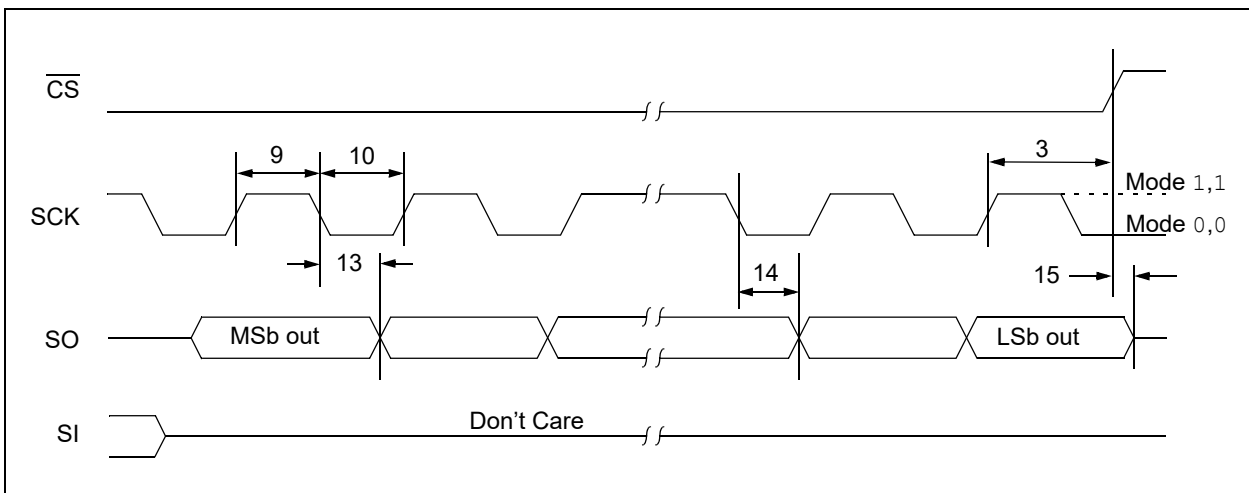 CS
9
10
3
SCK
Mode 1,1
Mode 0,0
13
14
15
SO
MSb out
LSb out
SI
Don't Care